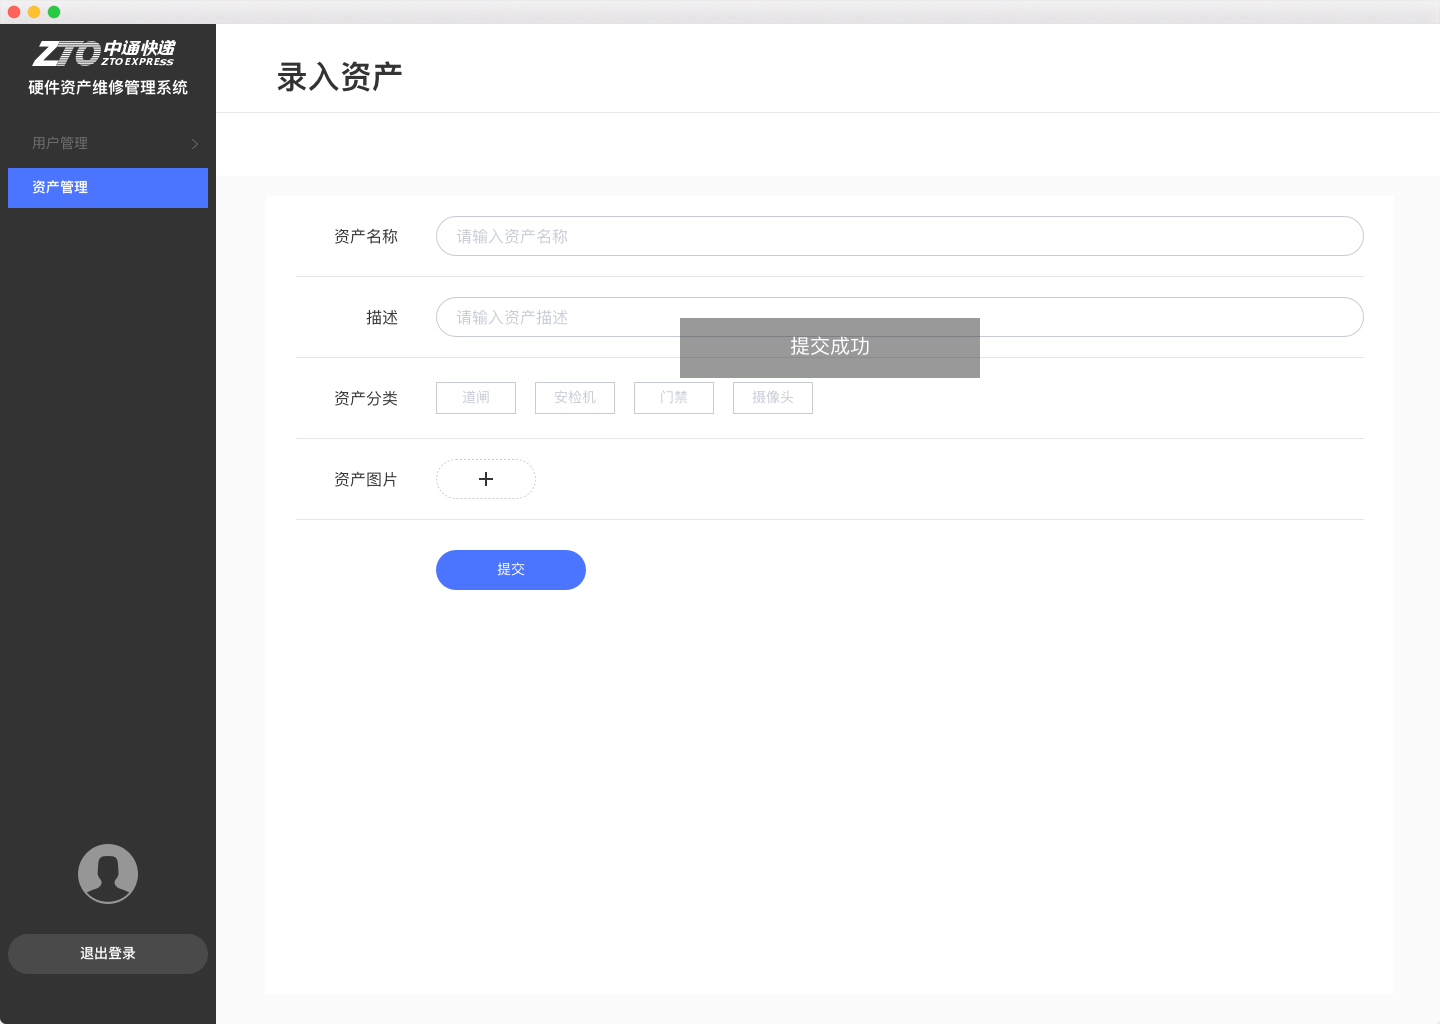 ZTO 中通快递
ZTO EXPRESS
硬件资产维修管理系统
用户管理
资产管理
退出登录
录入资产
资产名称 请输入资产名称
描述 请输入资产描述
提交成功
资产分类 道闸 安检机 门禁 摄像头
资产图片
提交